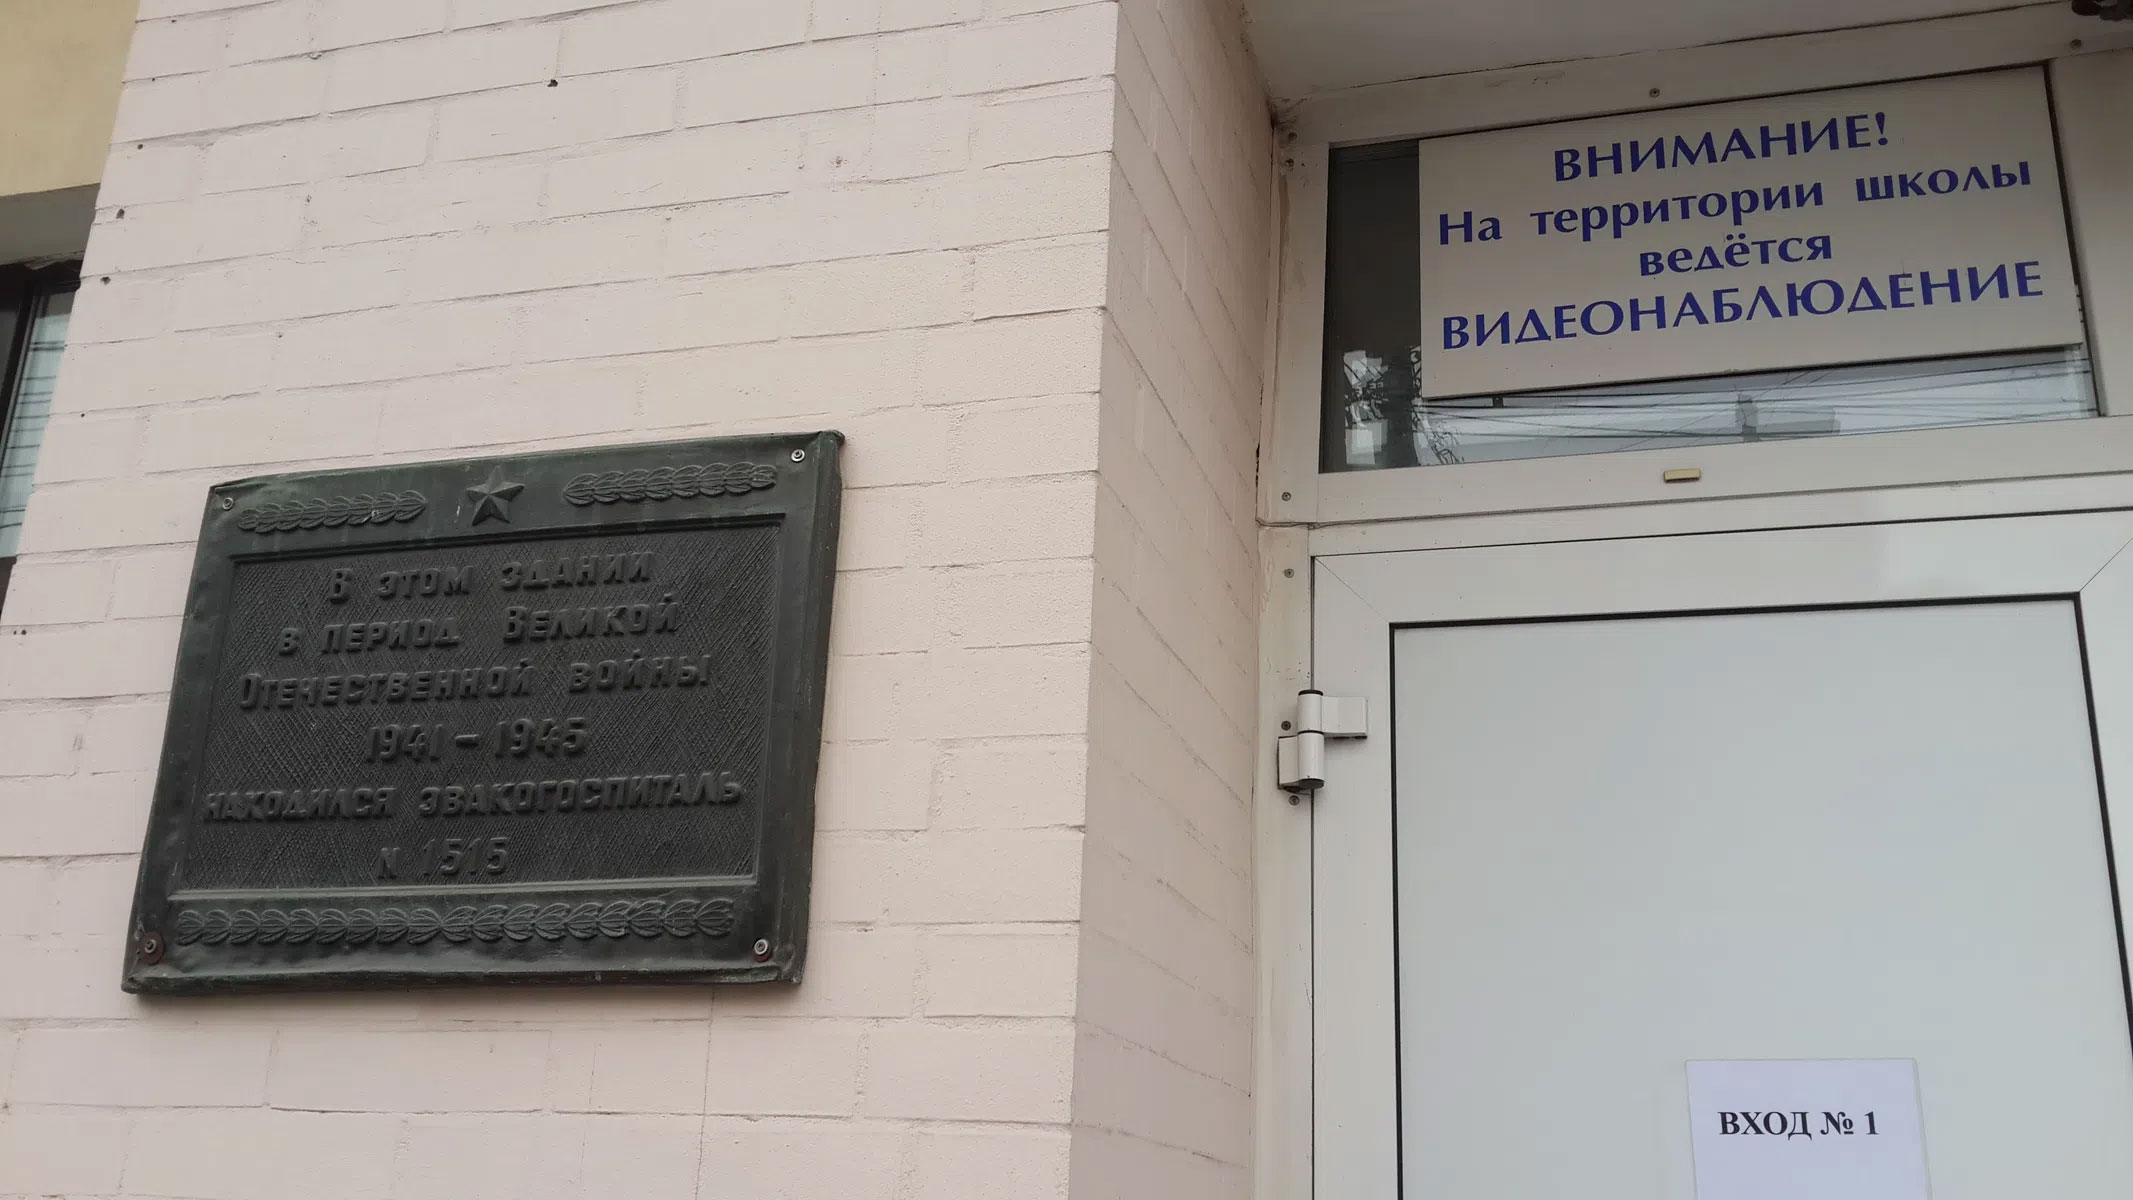 В этом здании
в период Великой
Отечественной войны
1941 – 1945
находился эвакогоспиталь
N 1515
ВНИМАНИЕ!
На территории школы
ведётся
ВИДЕОНАБЛЮДЕНИЕ
ВХОД № 1